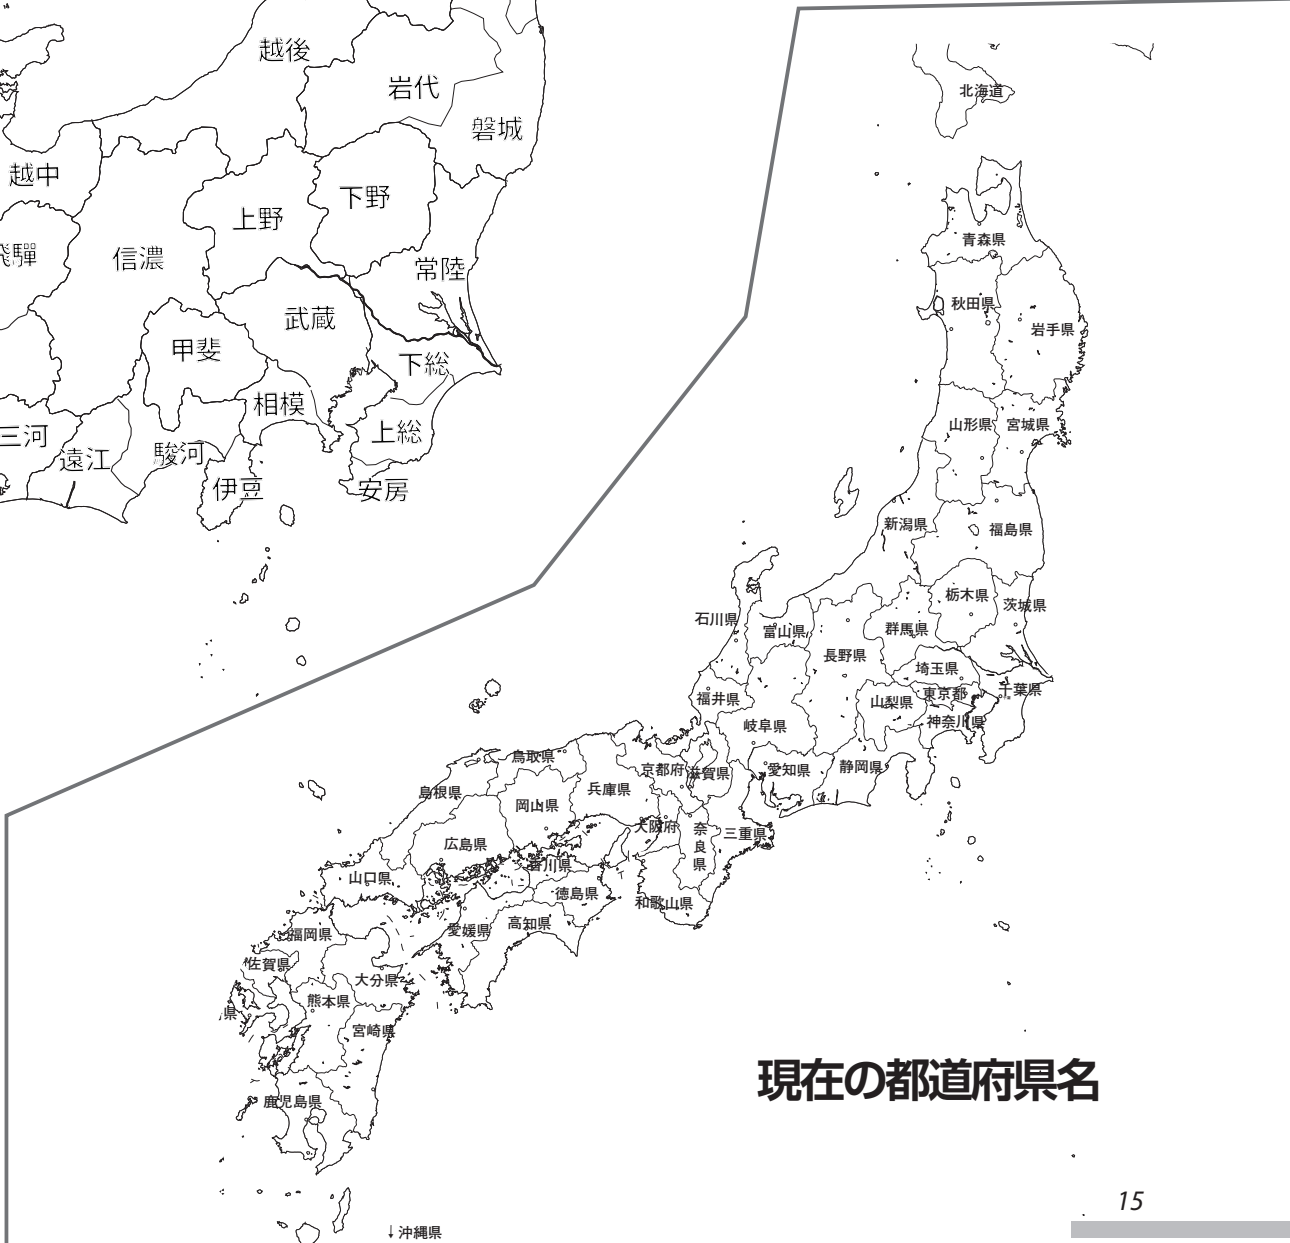 越後
岩代
磐城
越中
下野
上野
飛驒
信濃
常陸
武蔵
甲斐
下総
相模
上総
三河
遠江
駿河
伊豆
安房
北海道
青森県
秋田県
岩手県
山形県
宮城県
新潟県
福島県
栃木県
茨城県
石川県
富山県
群馬県
長野県
埼玉県
福井県
山梨県
東京都
千葉県
岐阜県
神奈川県
鳥取県
京都府
滋賀県
愛知県
静岡県
島根県
岡山県
兵庫県
広島県
大阪府
奈良県
三重県
山口県
香川県
徳島県
和歌山県
福岡県
愛媛県
高知県
佐賀県
大分県
熊本県
県
宮崎県
鹿児島県
現在の都道府県名
15
↓沖縄県